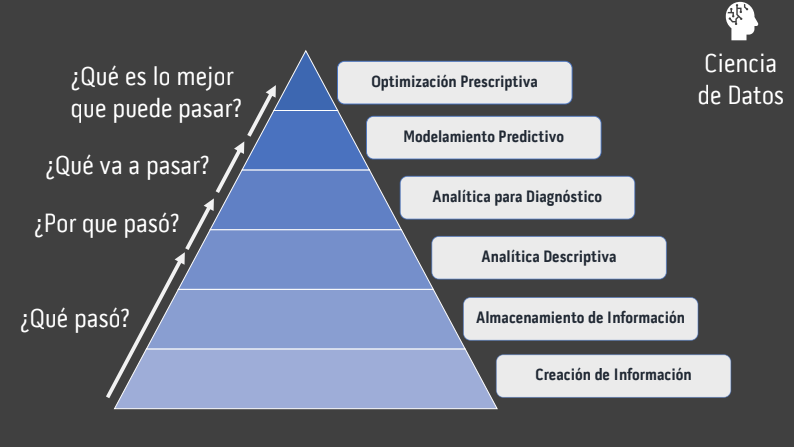 Ciencia
de Datos
¿Qué es lo mejor
que puede pasar?
Optimización Prescriptiva
Modelamiento Predictivo
¿Qué va a pasar?
Analítica para Diagnóstico
¿Por que pasó?
Analítica Descriptiva
¿Qué pasó?
Almacenamiento de Información
Creación de Información